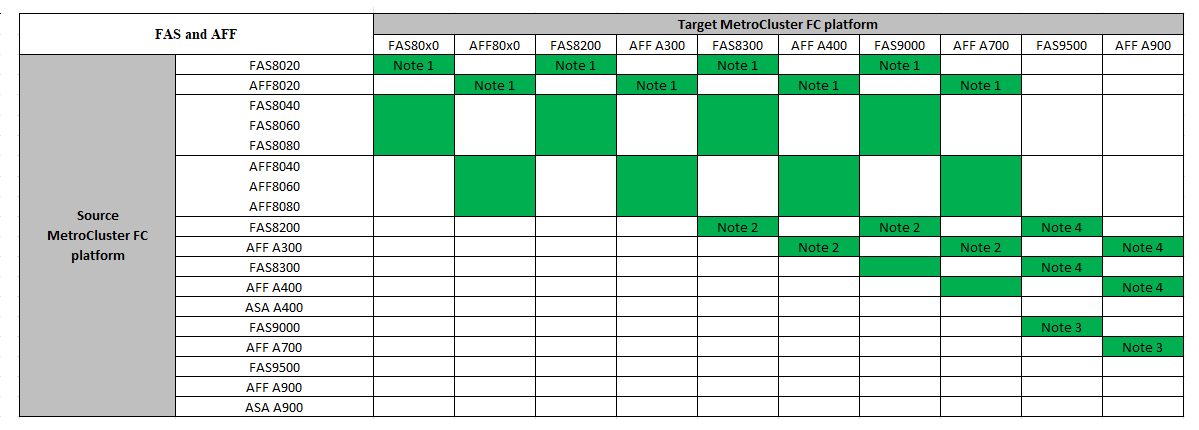 FAS and AFF
Target MetroCluster FC platform
FAS80x0 AFF80x0 FAS8200 AFF A300 FAS8300 AFF A400 FAS9000 AFF A700 FAS9500 AFF A900
Source
MetroCluster FC
platform
FAS8020 Note 1 Note 1 Note 1 Note 1
AFF8020 Note 1 Note 1 Note 1 Note 1
FAS8040
FAS8060
FAS8080
AFF8040
AFF8060
AFF8080
FAS8200 Note 2 Note 2 Note 4
AFF A300 Note 2 Note 2 Note 4
FAS8300 Note 4
AFF A400 Note 4
ASA A400
FAS9000 Note 3
AFF A700 Note 3
FAS9500
AFF A900
ASA A900